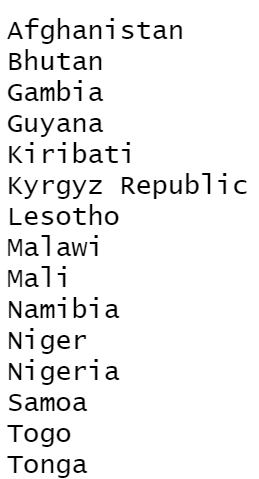 Afghanistan
Bhutan
Gambia
Guyana
Kiribati
Kyrgyz Republic
Lesotho
Malawi
Mali
Namibia
Niger
Nigeria
Samoa
Togo
Tonga